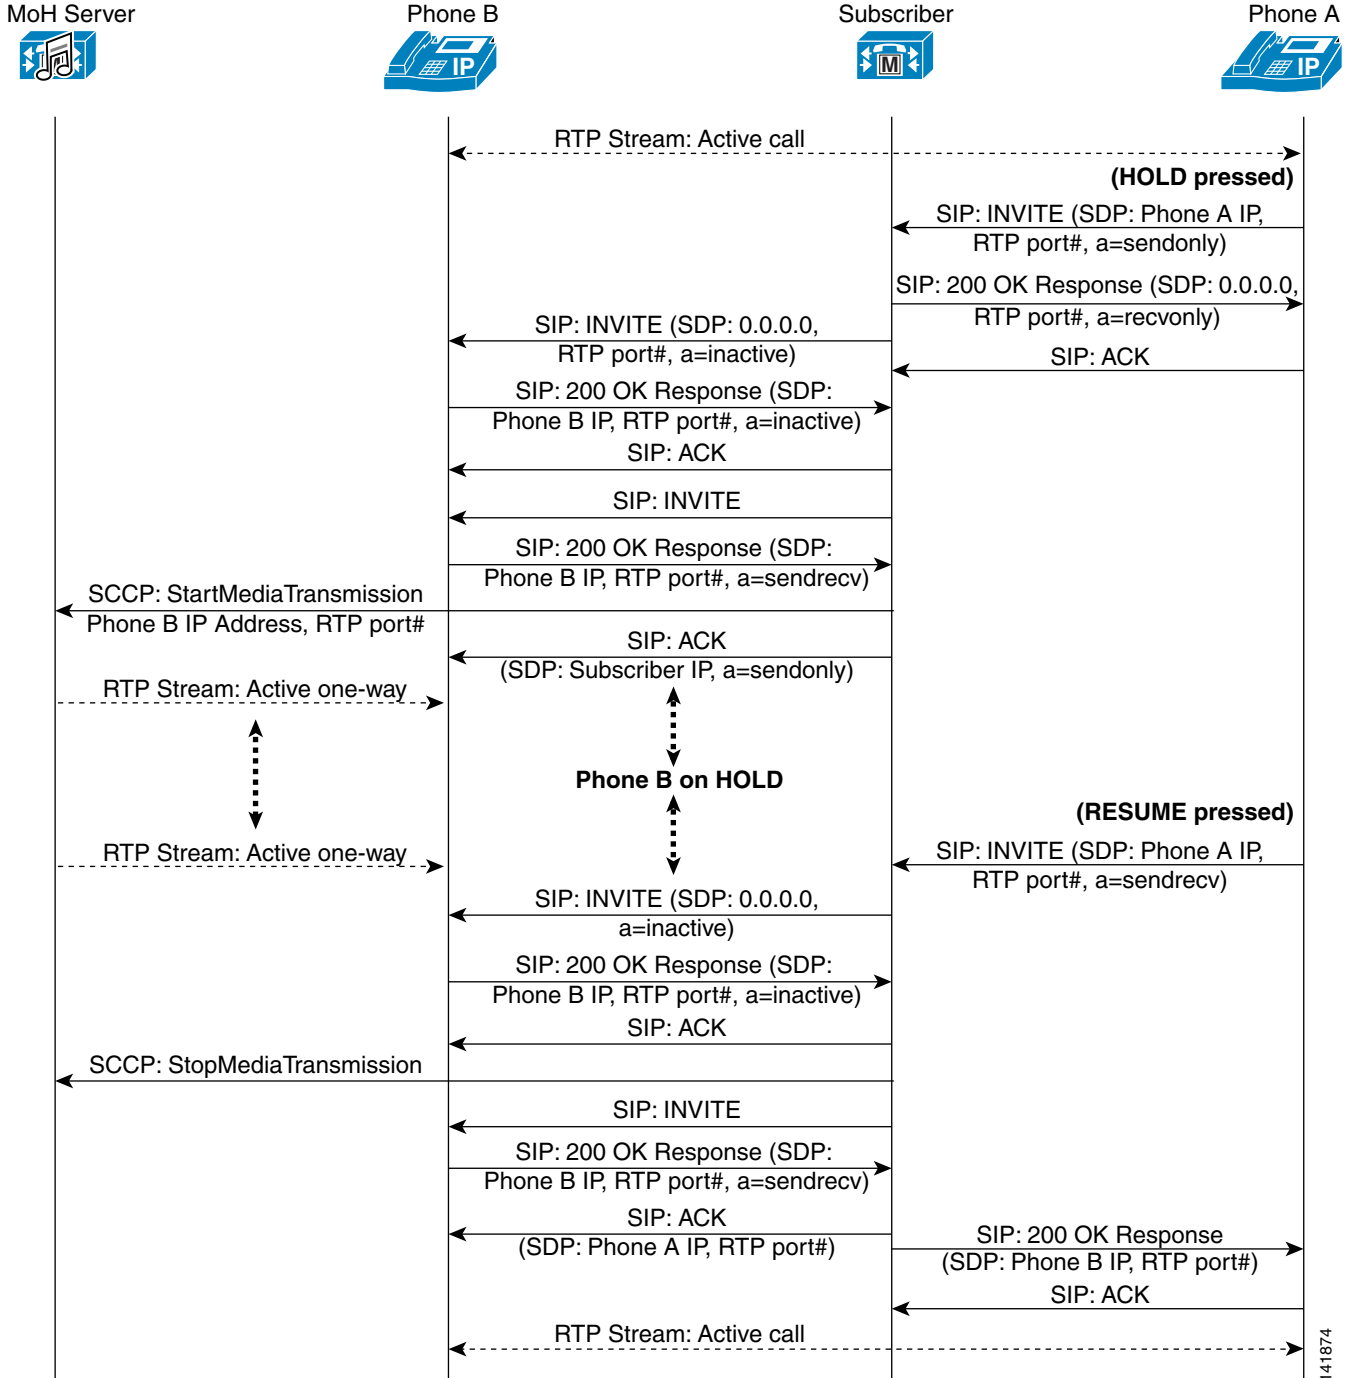 MoH Server
Phone B
Subscriber
Phone A
IP
M
IP
RTP Stream: Active call
(HOLD pressed)
SIP: INVITE (SDP: Phone A IP,
RTP port#, a=sendonly)
SIP: 200 OK Response (SDP: 0.0.0.0,
RTP port#, a=recvonly)
SIP: INVITE (SDP: 0.0.0.0,
RTP port#, a=inactive)
SIP: ACK
SIP: 200 OK Response (SDP:
Phone B IP, RTP port#, a=inactive)
SIP: ACK
SIP: INVITE
SIP: 200 OK Response (SDP:
Phone B IP, RTP port#, a=sendrecv)
SCCP: StartMediaTransmission
Phone B IP Address, RTP port#
SIP: ACK
(SDP: Subscriber IP, a=sendonly)
RTP Stream: Active one-way
Phone B on HOLD
(RESUME pressed)
RTP Stream: Active one-way
SIP: INVITE (SDP: Phone A IP,
RTP port#, a=sendrecv)
SIP: INVITE (SDP: 0.0.0.0,
a=inactive)
SIP: 200 OK Response (SDP:
Phone B IP, RTP port#, a=inactive)
SIP: ACK
SCCP: StopMediaTransmission
SIP: INVITE
SIP: 200 OK Response (SDP:
Phone B IP, RTP port#, a=sendrecv)
SIP: ACK
(SDP: Phone A IP, RTP port#)
SIP: 200 OK Response
(SDP: Phone B IP, RTP port#)
SIP: ACK
RTP Stream: Active call
141874